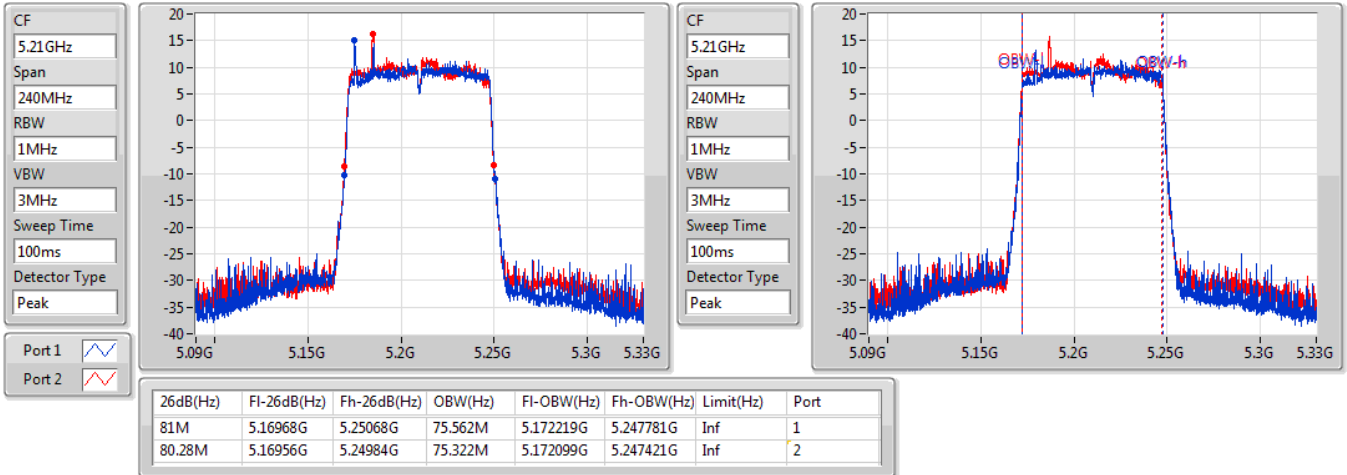 CF
5.21GHz
Span
240MHz
RBW
1MHz
VBW
3MHz
Sweep Time
100ms
Detector Type
Peak
Port 1
Port 2
20
15
10
5
0
-5
-10
-15
-20
-25
-30
-35
-40
5.09G 5.15G 5.2G 5.25G 5.3G 5.33G
CF
5.21GHz
Span
240MHz
RBW
1MHz
VBW
3MHz
Sweep Time
100ms
Detector Type
Peak
20
15
10
5
0
-5
-10
-15
-20
-25
-30
-35
-40
OBW-h
5.09G 5.15G 5.2G 5.25G 5.3G 5.33G
26dB(Hz) Fl-26dB(Hz) Fh-26dB(Hz) OBW(Hz) Fl-OBW(Hz) Fh-OBW(Hz) Limit(Hz) Port
81M 5.16968G 5.25068G 75.562M 5.172219G 5.247781G Inf 1
80.28M 5.16956G 5.24984G 75.322M 5.172099G 5.247421G Inf 2